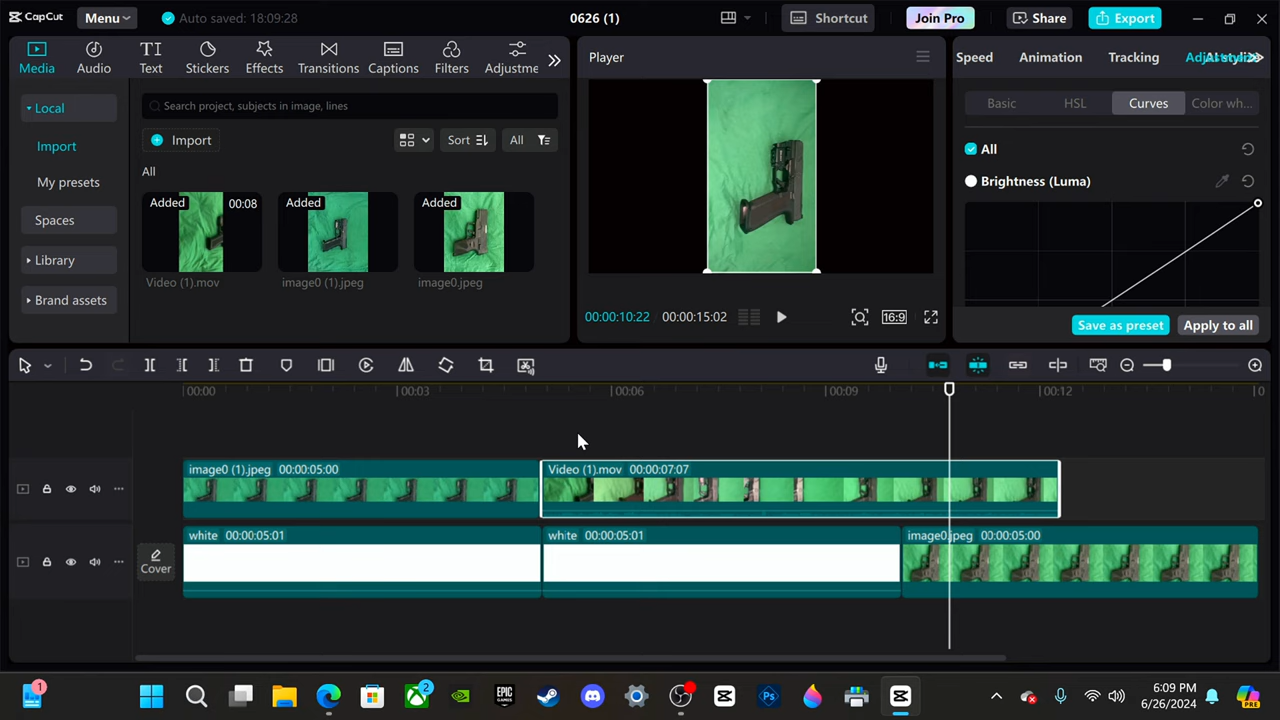 CapCut
Menu
Auto saved: 18:09:28
0626 (1)
Shortcut
Join Pro
Share
Export
Media
Audio
Text
Effects
Transitions
Captions
Filters
Adjustme
Player
Speed
Animation
Tracking
Local
Search project, subjects in image, lines
Basic
HSL
Curves
Color wh...
Import
Import
Sort
All
My presets
All
All
Brightness (Luma)
Added
00:08
Added
Added
Spaces
Library
Video (1).mov
image0 (1).jpeg
image0.jpeg
Brand assets
00:00:10:22
00:00:15:02
16:9
Save as preset
Apply to all
00:00
00:03
00:06
00:09
00:12
image0 (1).jpeg 00:00:05:00
Video (1).mov 00:00:07:07
white 00:00:05:01
white 00:00:05:01
image0.jpeg 00:00:05:00
Cover
1
EPIC
GAMES
2
Ps
6:09 PM
6/26/2024
PRE